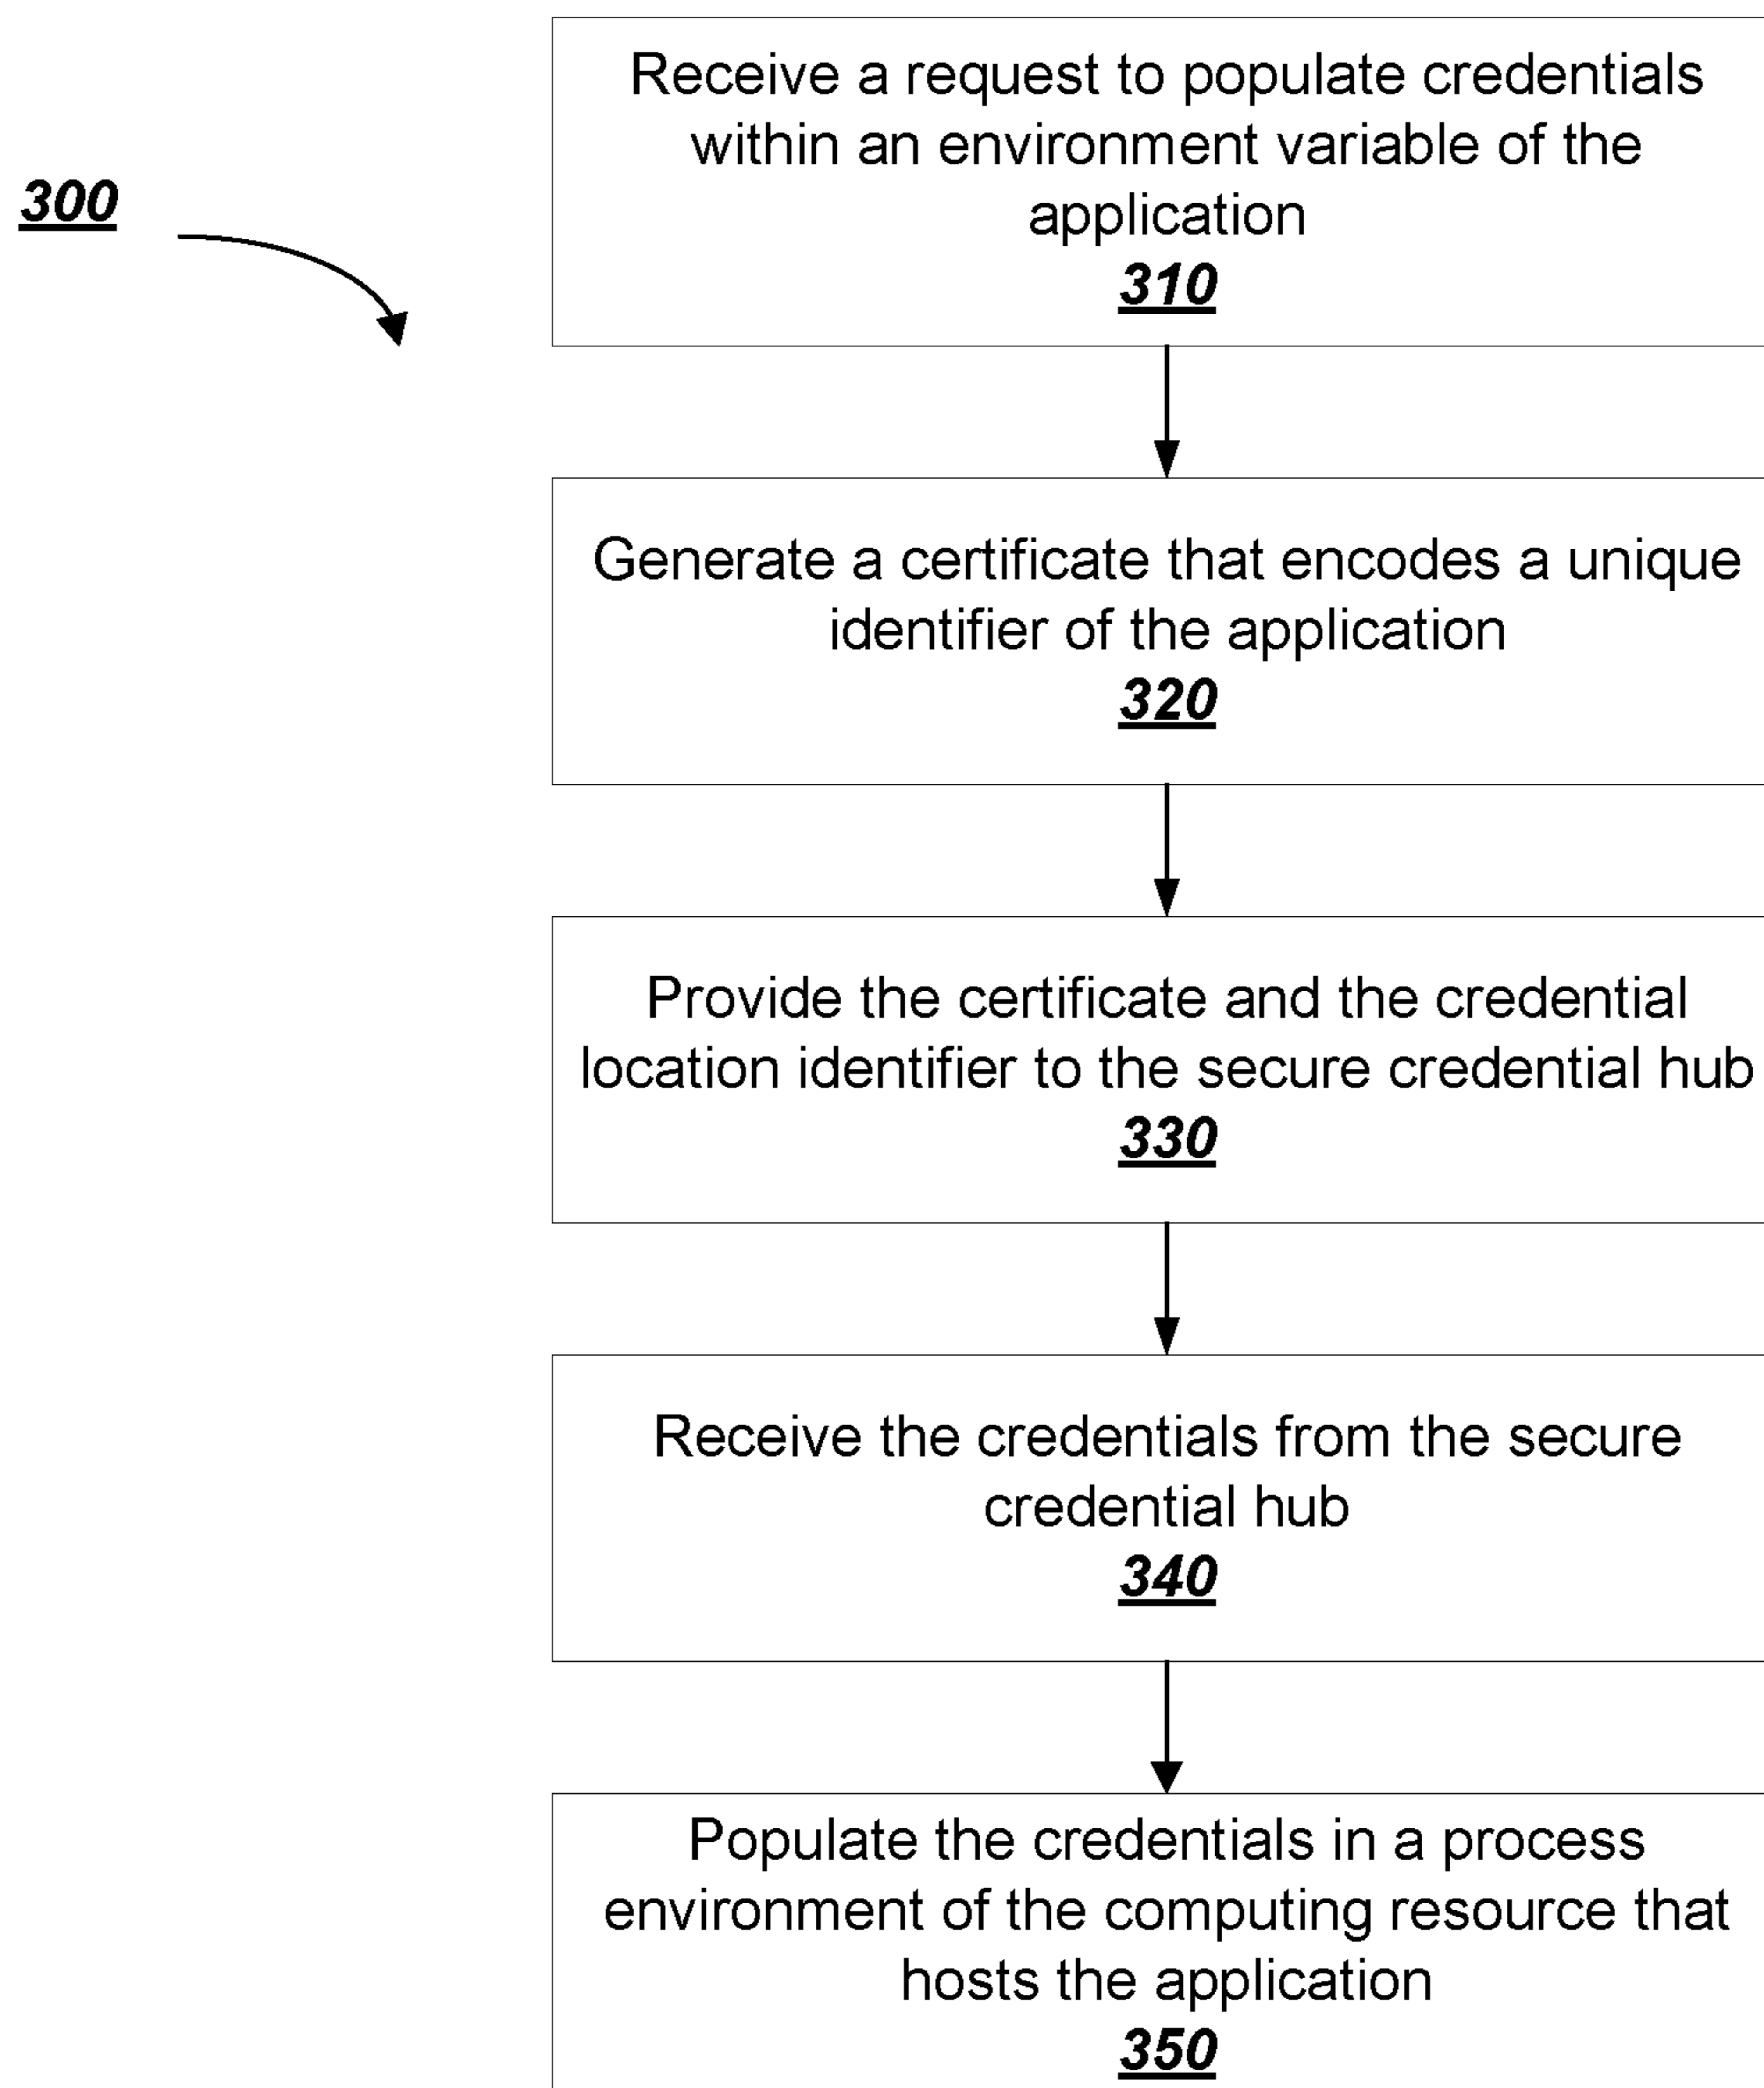 300
Receive a request to populate credentials
within an environment variable of the
application
310
Generate a certificate that encodes a unique
identifier of the application
320
Provide the certificate and the credential
location identifier to the secure credential hub
330
Receive the credentials from the secure
credential hub
340
Populate the credentials in a process
environment of the computing resource that
hosts the application
350